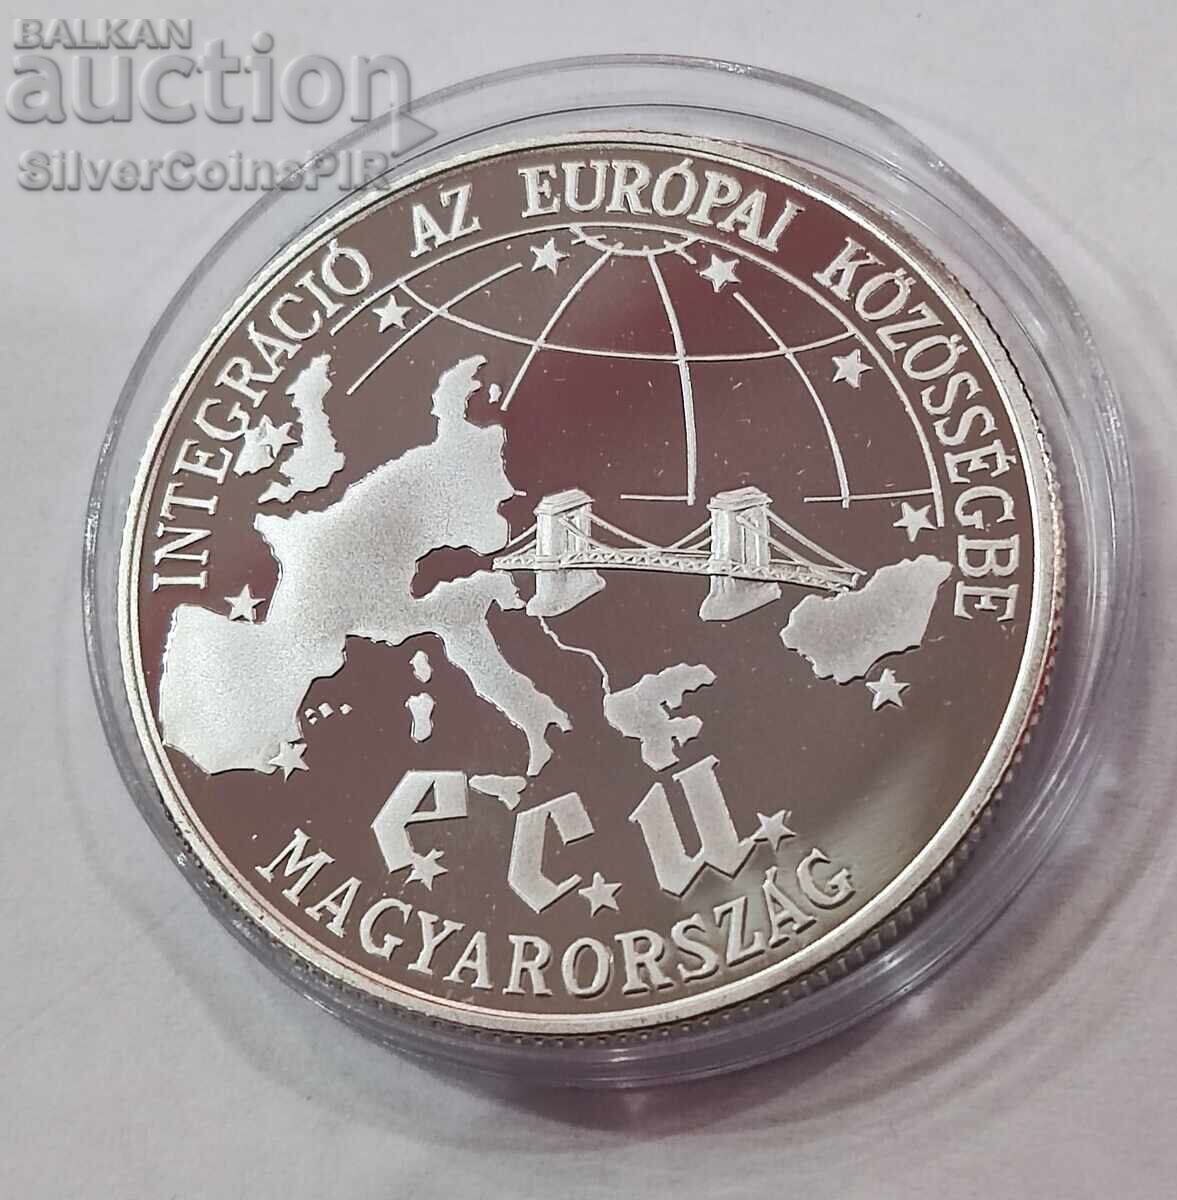 BALKAN
auction
SilverCoinsPIR
INTEGRÁCIÓ AZ EURÓPAI KÖZÖSSÉGBE
ecu
MAGYARORSZÁG